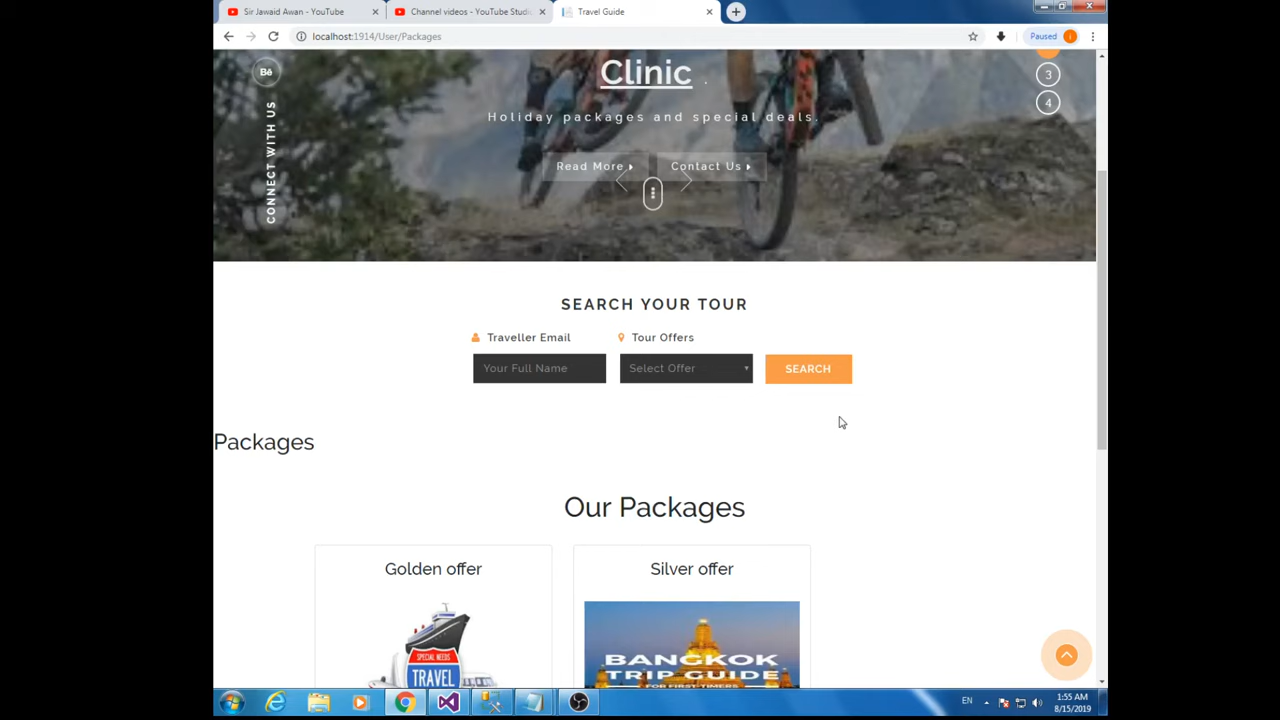 Sir Jawaid Awan - YouTube
Channel videos - YouTube Studio
Travel Guide
localhost:1914/User/Packages
Paused
i
Bē
CONNECT WITH US
Clinic .
3
4
Holiday packages and special deals.
Read More
Contact Us
SEARCH YOUR TOUR
Traveller Email
Tour Offers
Your Full Name
Select Offer
SEARCH
Packages
Our Packages
Golden offer
Silver offer
SPECIAL NEEDS
TRAVEL
BANGKOK
TRIP GUIDE
FOR FIRST-TIMERS
EN
1:55 AM
8/15/2019